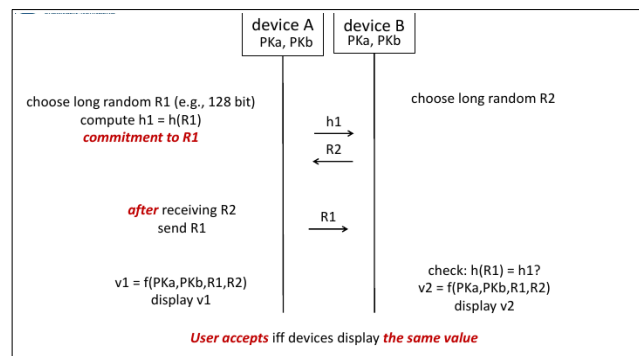 device A
PKa, PKb
device B
PKa, PKb
choose long random R1 (e.g., 128 bit)
compute h1 = h(R1)
commitment to R1
choose long random R2
h1
R2
after receiving R2
send R1
R1
v1 = f(PKa,PKb,R1,R2)
display v1
check: h(R1) = h1?
v2 = f(PKa,PKb,R1,R2)
display v2
User accepts iff devices display the same value